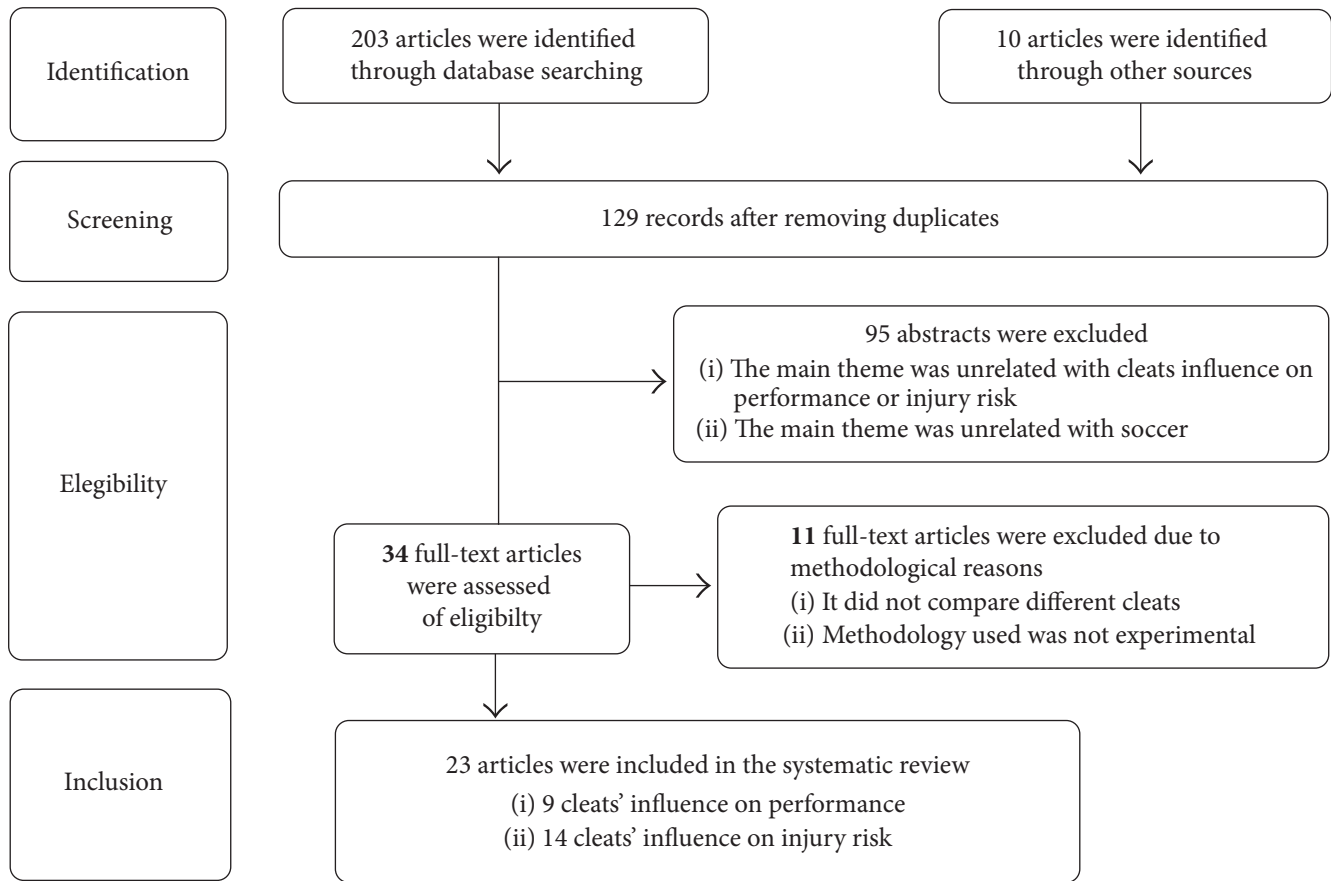 Identification
203 articles were identified
through database searching
10 articles were identified
through other sources
Screening
129 records after removing duplicates
Elegibility
95 abstracts were excluded
(i) The main theme was unrelated with cleats influence on
performance or injury risk
(ii) The main theme was unrelated with soccer
34 full-text articles
were assessed
of eligibilty
11 full-text articles were excluded due to
methodological reasons
(i) It did not compare different cleats
(ii) Methodology used was not experimental
Inclusion
23 articles were included in the systematic review
(i) 9 cleats’ influence on performance
(ii) 14 cleats’ influence on injury risk